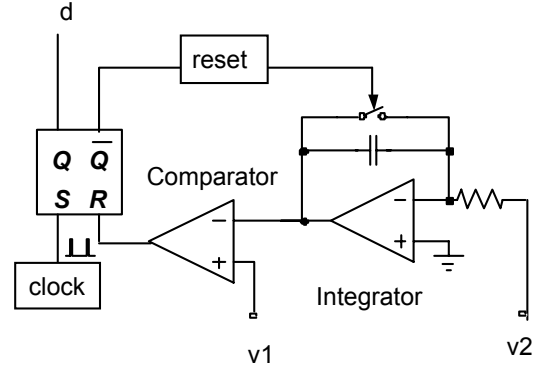 d
reset
Q Q̅
S R
Comparator
−
+
−
+
clock
Integrator
v1
v2